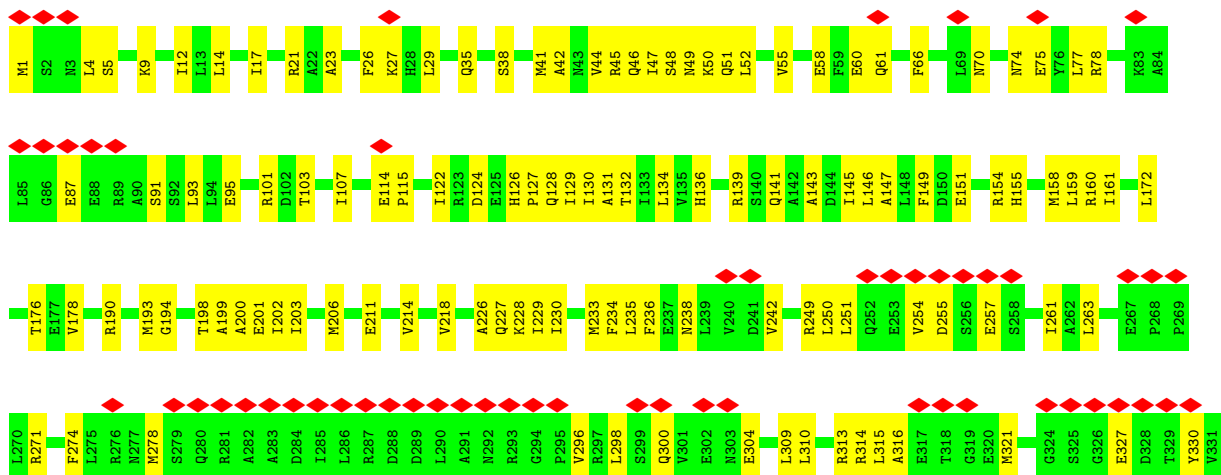 M1 S2 N3 L4 S5 K9 I12 L13 L14 I17 R21 A22 A23 F26 K27 H28 L29 Q35 S38 M41 A42 N43 V44 R45 Q46 I47 S48 N49 K50 Q51 L52 V55 E58 F59 E60 Q61 F66 L69 N70 N74 E75 Y76 L77 R78 K83 A84
L85 G86 E87 E88 R89 A90 S91 S92 L93 L94 E95 R101 D102 T103 I107 E114 P115 I122 R123 D124 E125 H126 P127 Q128 I129 I130 A131 T132 I133 L134 V135 H136 R139 S140 Q141 A142 A143 D144 I145 L146 A147 L148 F149 D150 E151 R154 H155 M158 L159 R160 I161 L172
T176 E177 V178 R190 M193 G194 T198 A199 A200 E201 I202 I203 M206 E211 V214 V218 A226 Q227 K228 I229 I230 M233 F234 L235 F236 E237 N238 L239 V240 D241 V242 R249 L250 L251 Q252 E253 V254 D255 S256 E257 S258 I261 A262 L263 E267 P268 P269
L270 R271 F274 L275 R276 N277 M278 S279 Q280 R281 A282 A283 D284 I285 L286 R287 D288 D289 L290 A291 N292 R293 G294 P295 V296 R297 L298 S299 Q300 V301 E302 N303 E304 L309 L310 R313 R314 L315 A316 E317 T318 G319 E320 M321 G324 S325 G326 E327 D328 T329 Y330 V331